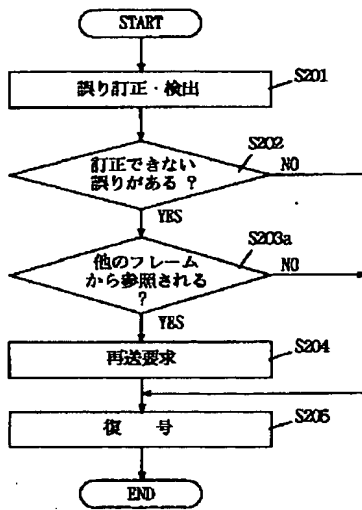 START
S201
誤り訂正・検出
S202
訂正できない
誤りがある ?
NO
YES
S203a
他のフレーム
から参照される
?
NO
YES
S204
再送要求
S205
復 号
END